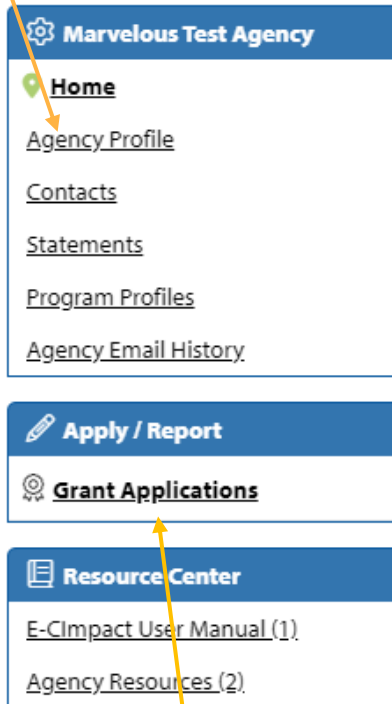 Marvelous Test Agency
Home
Agency Profile
Contacts
Statements
Program Profiles
Agency Email History
Apply / Report
Grant Applications
Resource Center
E-CImpact User Manual (1)
Agency Resources (2)